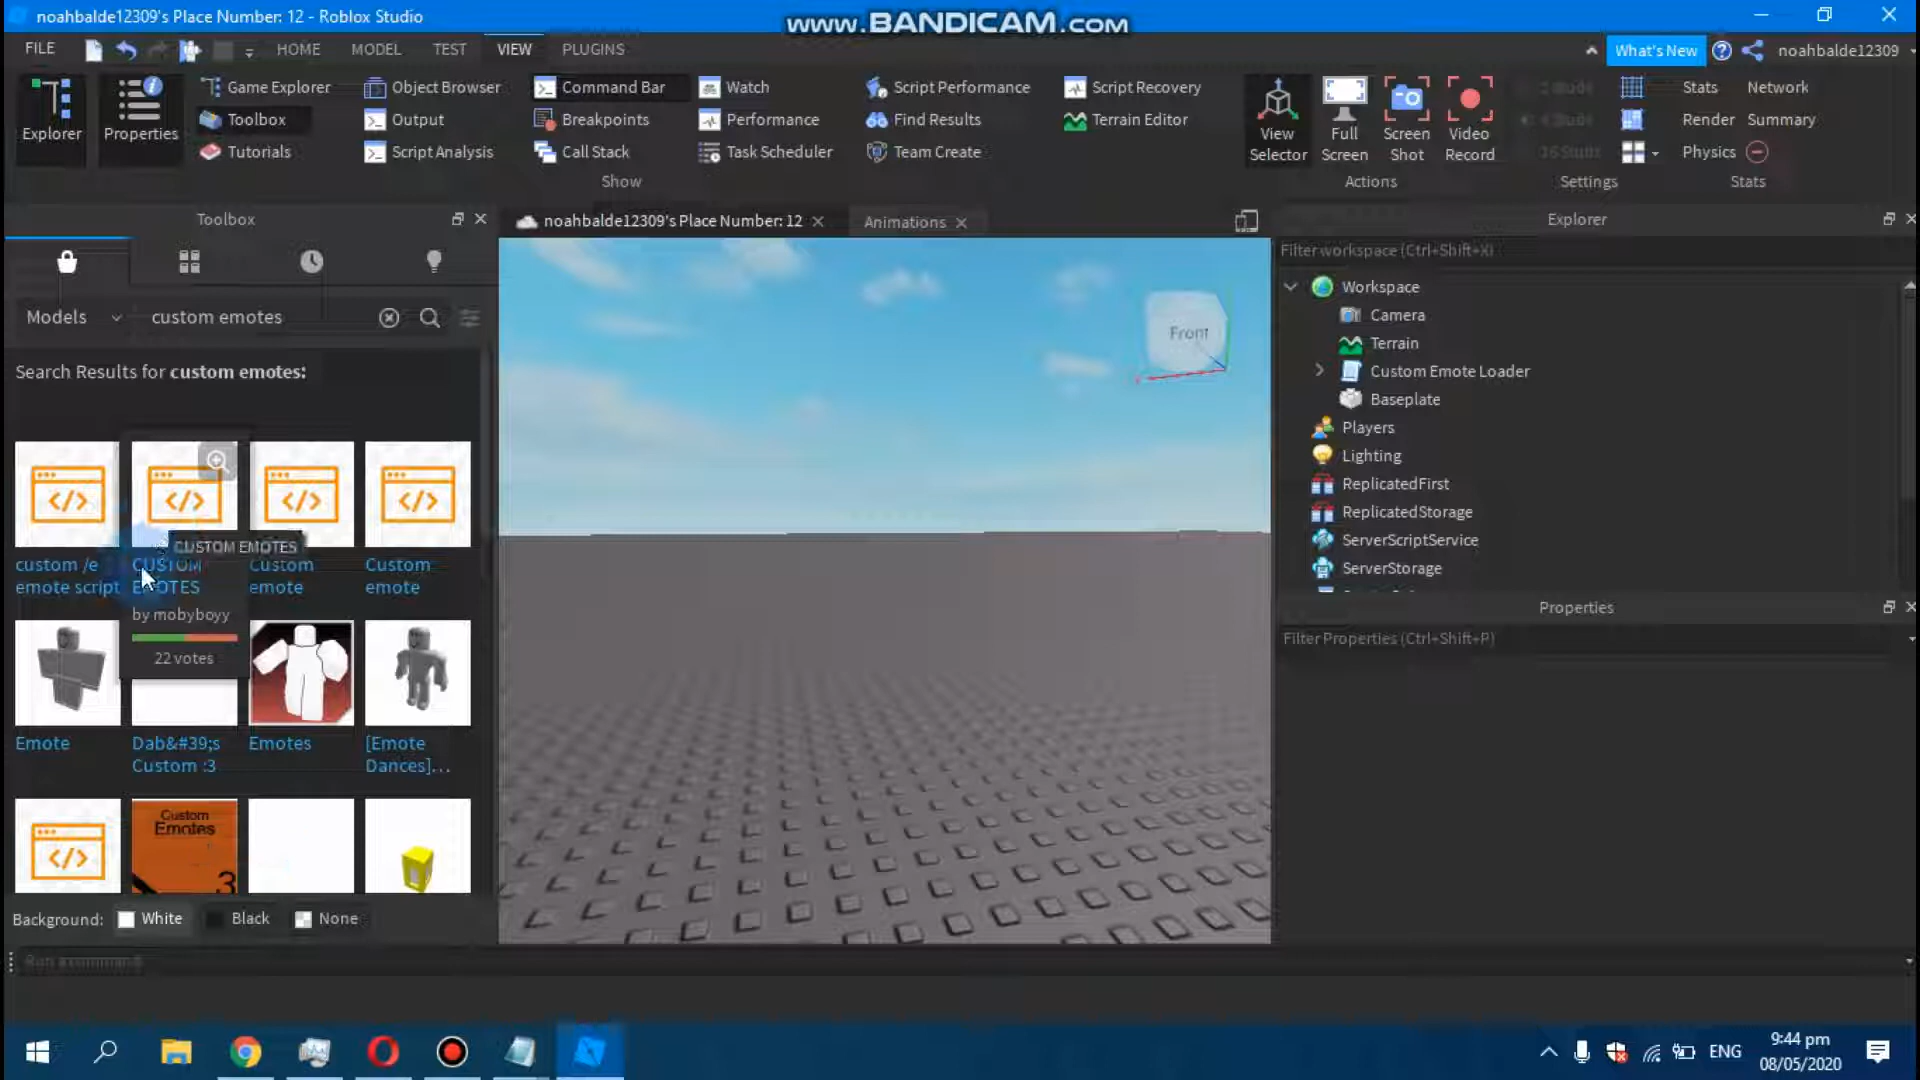 noahbalde12309's Place Number: 12 - Roblox Studio
www.BANDICAM.com
FILE
HOME
MODEL
TEST
VIEW
PLUGINS
What's New
noahbalde12309
Explorer
Properties
Game Explorer
Toolbox
Tutorials
Object Browser
Output
Script Analysis
Command Bar
Breakpoints
Call Stack
Watch
Performance
Task Scheduler
Script Performance
Find Results
Team Create
Script Recovery
Terrain Editor
Show
View
Selector
Full
Screen
Screen
Shot
Video
Record
Actions
Settings
Stats
Network
Render
Summary
Physics
Stats
Toolbox
noahbalde12309's Place Number: 12
Animations
Explorer
Models
custom emotes
Search Results for custom emotes:
CUSTOM EMOTES
custom /e
emote script
CUSTOM
EMOTES
by mobyboyy
22 votes
Custom
emote
Custom
emote
Emote
Dab&#39;s
Custom :3
Emotes
[Emote
Dances]...
Custom
Emotes
3
Background:
White
Black
None
Run a command
Front
Filter workspace (Ctrl+Shift+X)
Workspace
Camera
Terrain
Custom Emote Loader
Baseplate
Players
Lighting
ReplicatedFirst
ReplicatedStorage
ServerScriptService
ServerStorage
Properties
Filter Properties (Ctrl+Shift+P)
ENG
9:44 pm
08/05/2020